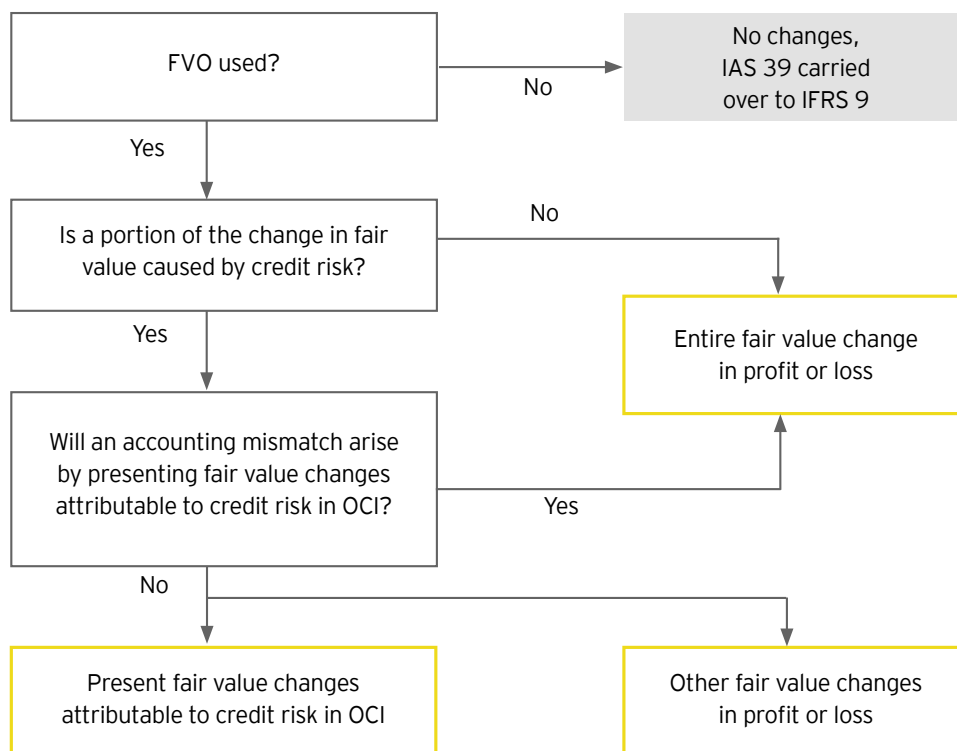 FVO used?
No
No changes,
IAS 39 carried
over to IFRS 9
Yes
Is a portion of the change in fair
value caused by credit risk?
No
Yes
Entire fair value change
in profit or loss
Will an accounting mismatch arise
by presenting fair value changes
attributable to credit risk in OCI?
Yes
No
Present fair value changes
attributable to credit risk in OCI
Other fair value changes
in profit or loss